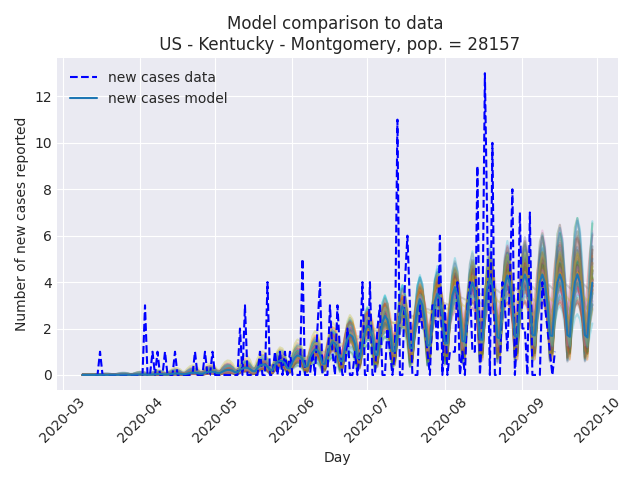 Model comparison to data
US - Kentucky - Montgomery, pop. = 28157
new cases data
new cases model
Number of new cases reported
12
10
8
6
4
2
0
2020-03
2020-04
2020-05
2020-06
2020-07
2020-08
2020-09
2020-10
Day